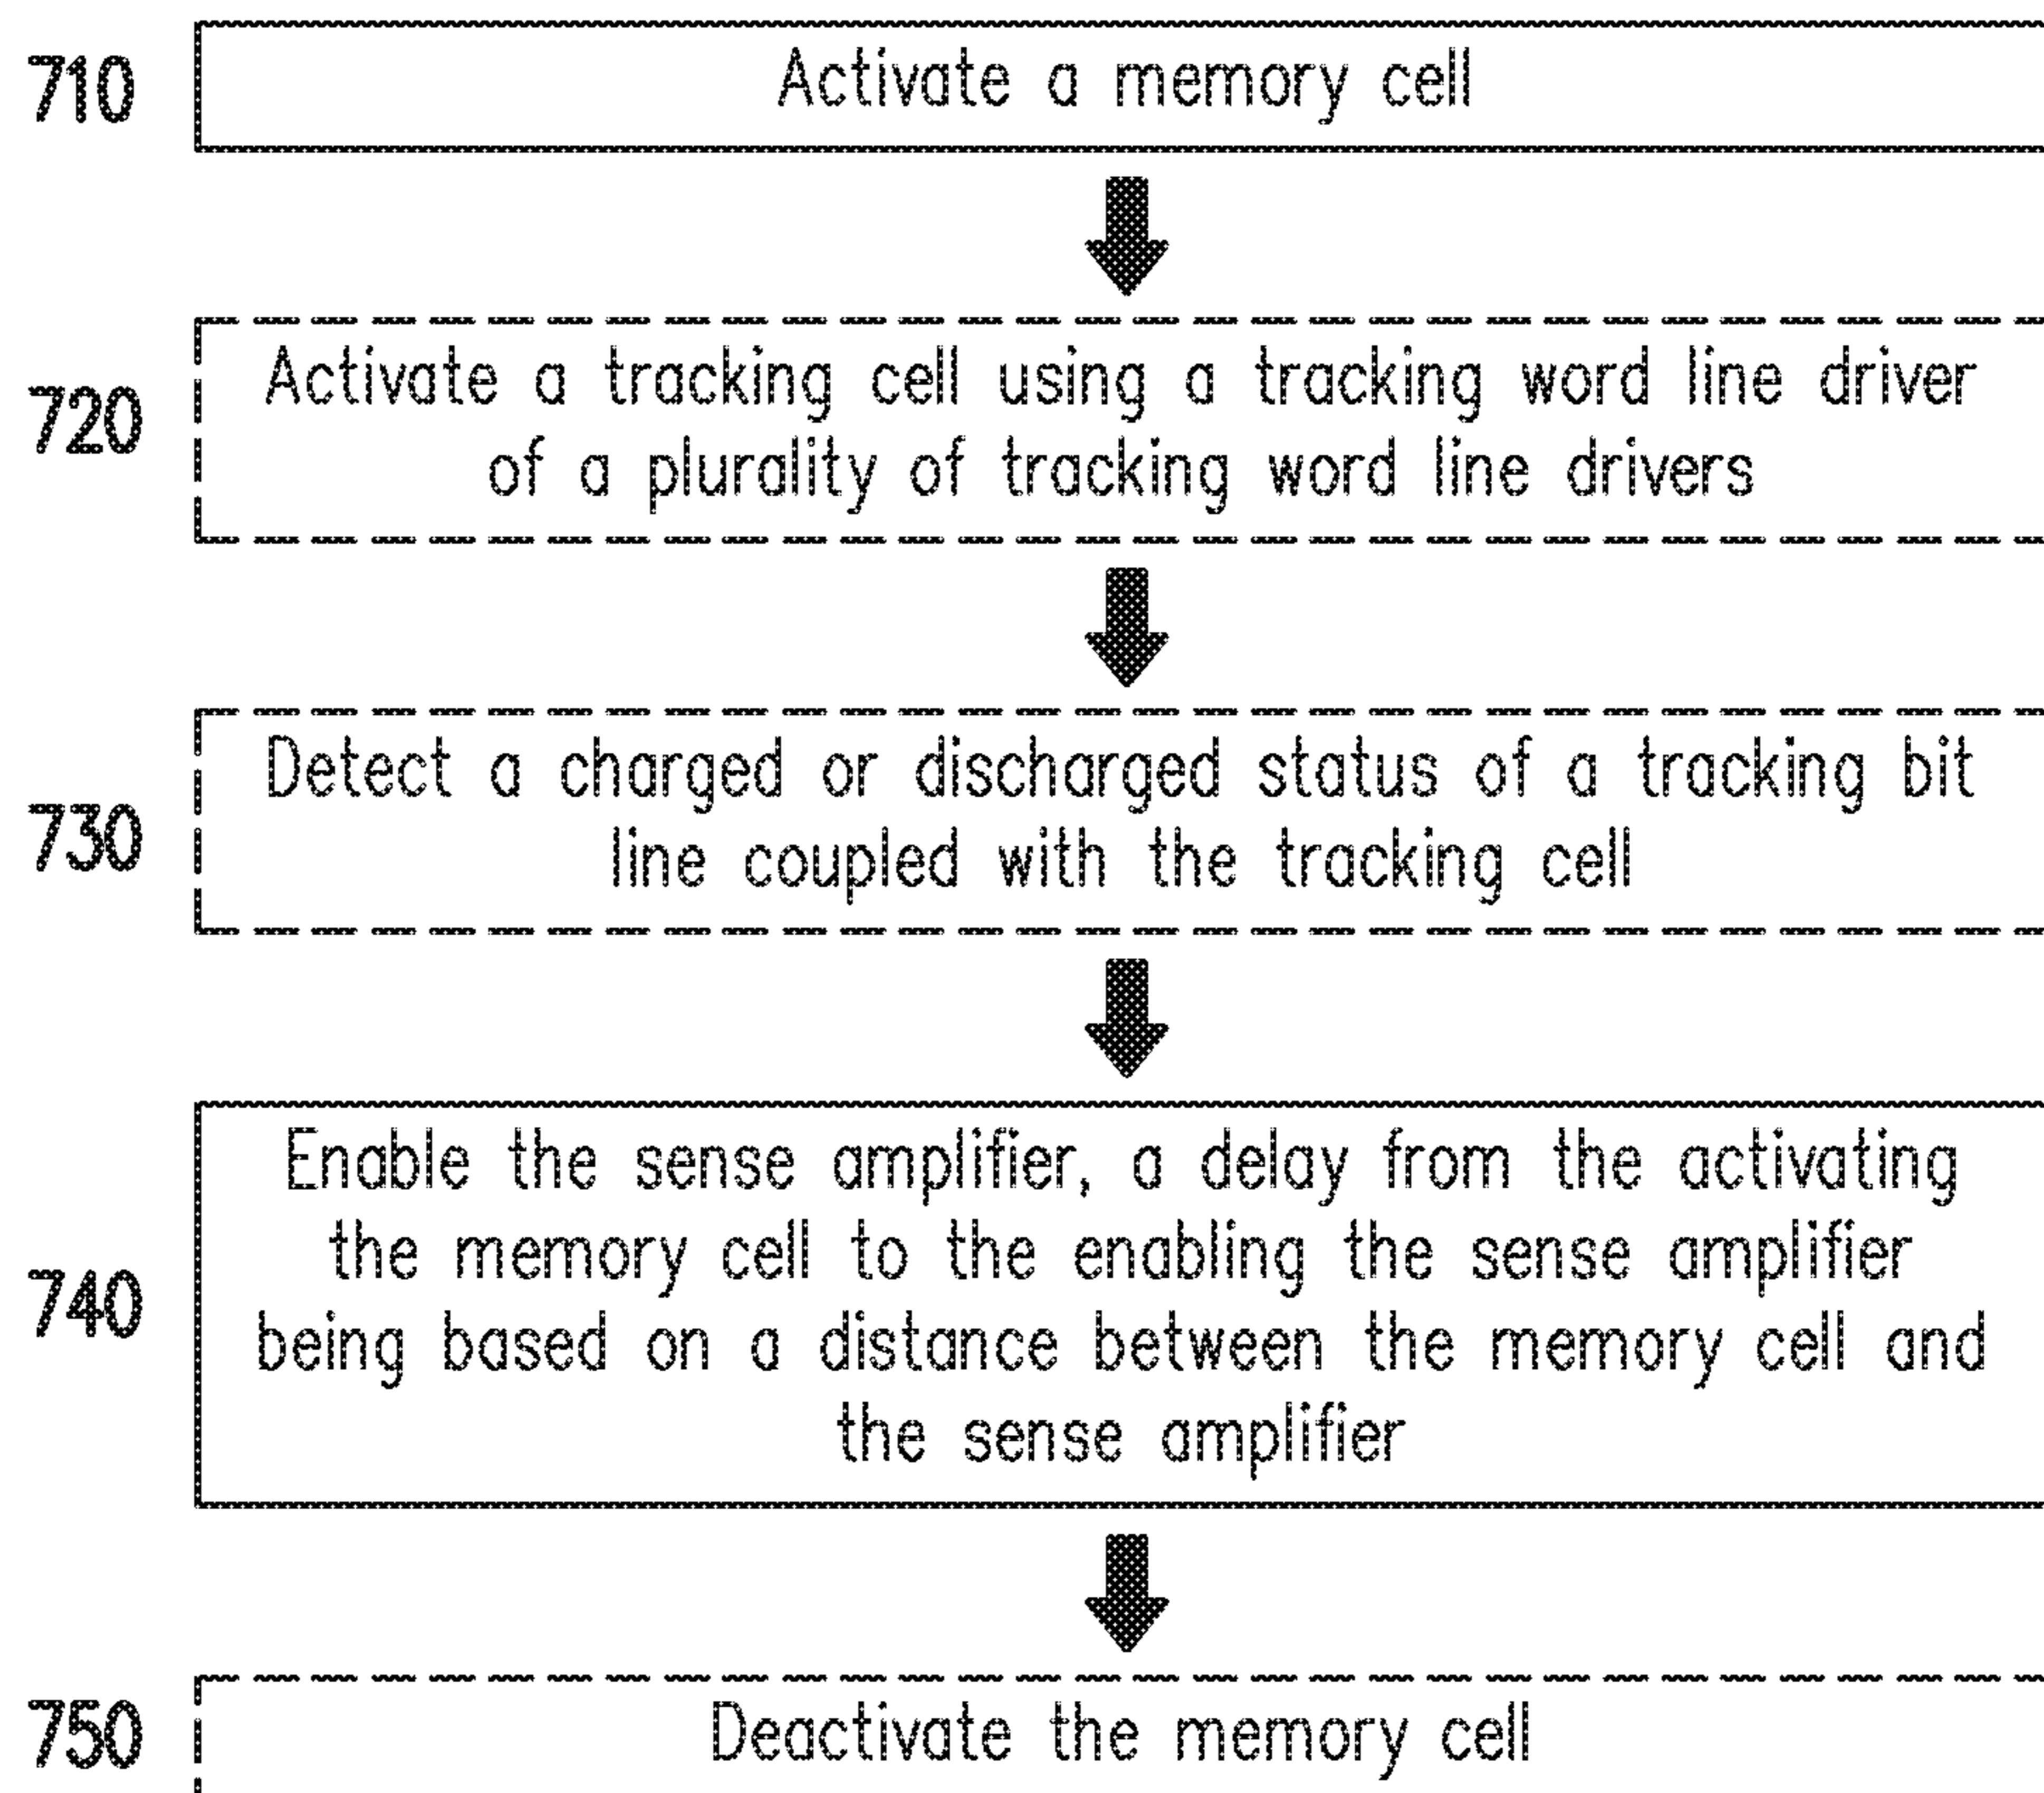 710
Activate a memory cell
720
Activate a tracking cell using a tracking word line driver
of a plurality of tracking word line drivers
730
Detect a charged or discharged status of a tracking bit
line coupled with the tracking cell
740
Enable the sense amplifier, a delay from the activating
the memory cell to the enabling the sense amplifier
being based on a distance between the memory cell and
the sense amplifier
750
Deactivate the memory cell